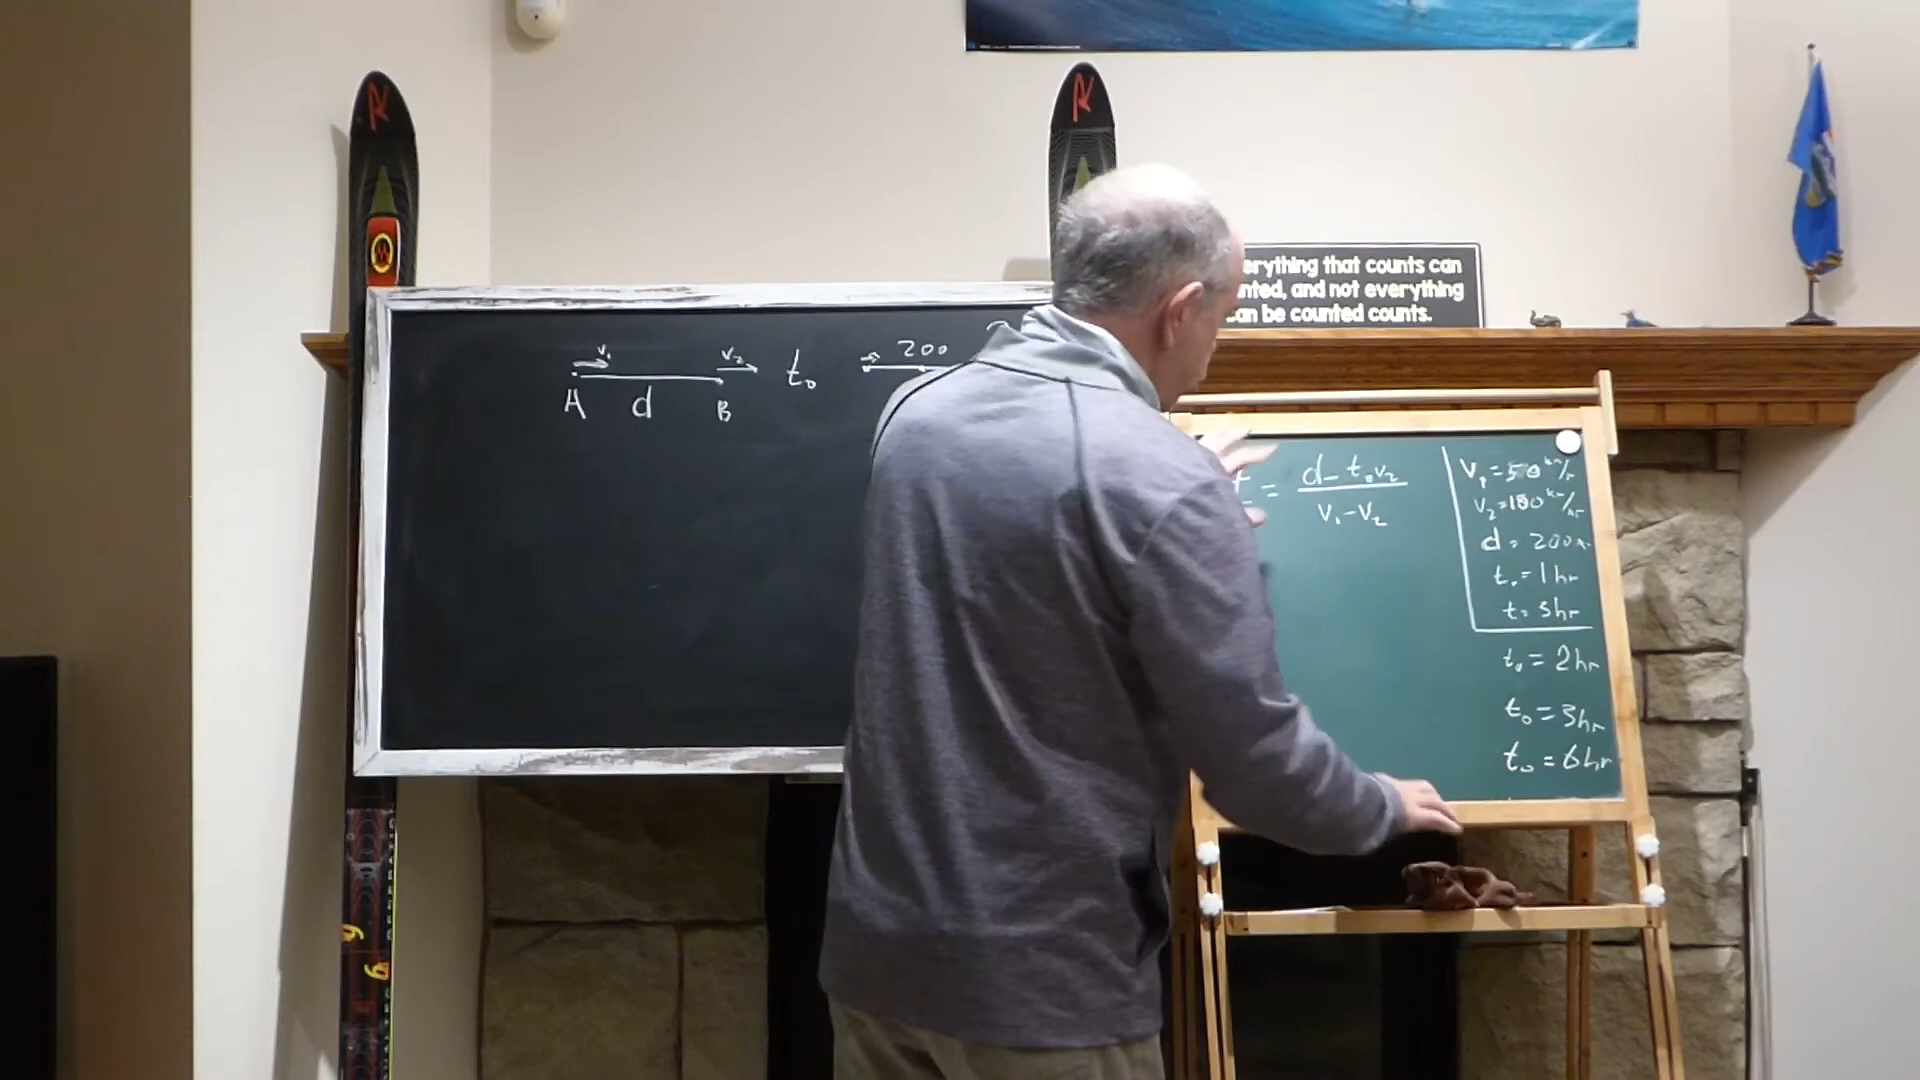 erything that counts can
nted, and not everything
can be counted counts.
v₁ v₂ t₀ 200
A d B
t = d - t₀v₂ / v₁ - v₂
v₁ = 50 km/hr
v₂ = 100 km/hr
d = 200
t₀ = 1 hr
t = 5 hr
t₀ = 2 hr
t₀ = 3 hr
t₀ = 6 hr